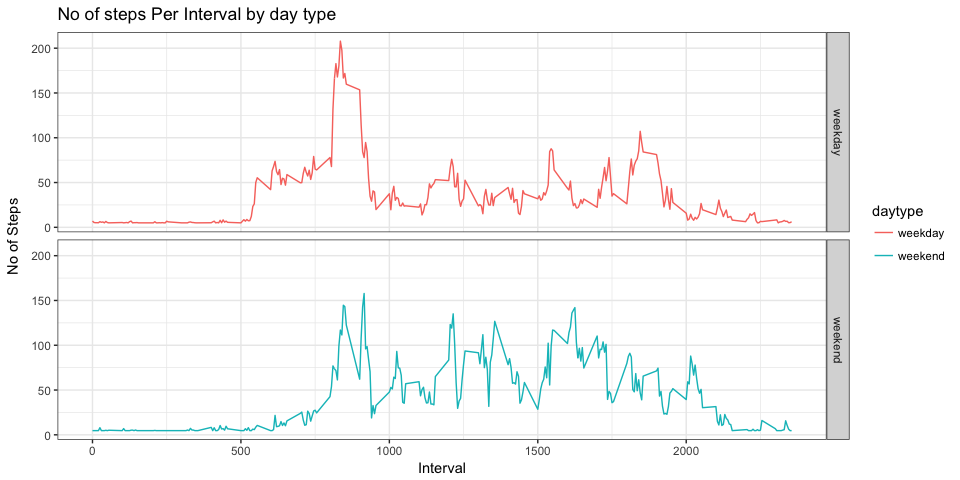 No of steps Per Interval by day type
No of Steps
200
150
100
50
0
weekday
200
150
100
50
0
weekend
0
500
1000
1500
2000
Interval
daytype
weekday
weekend